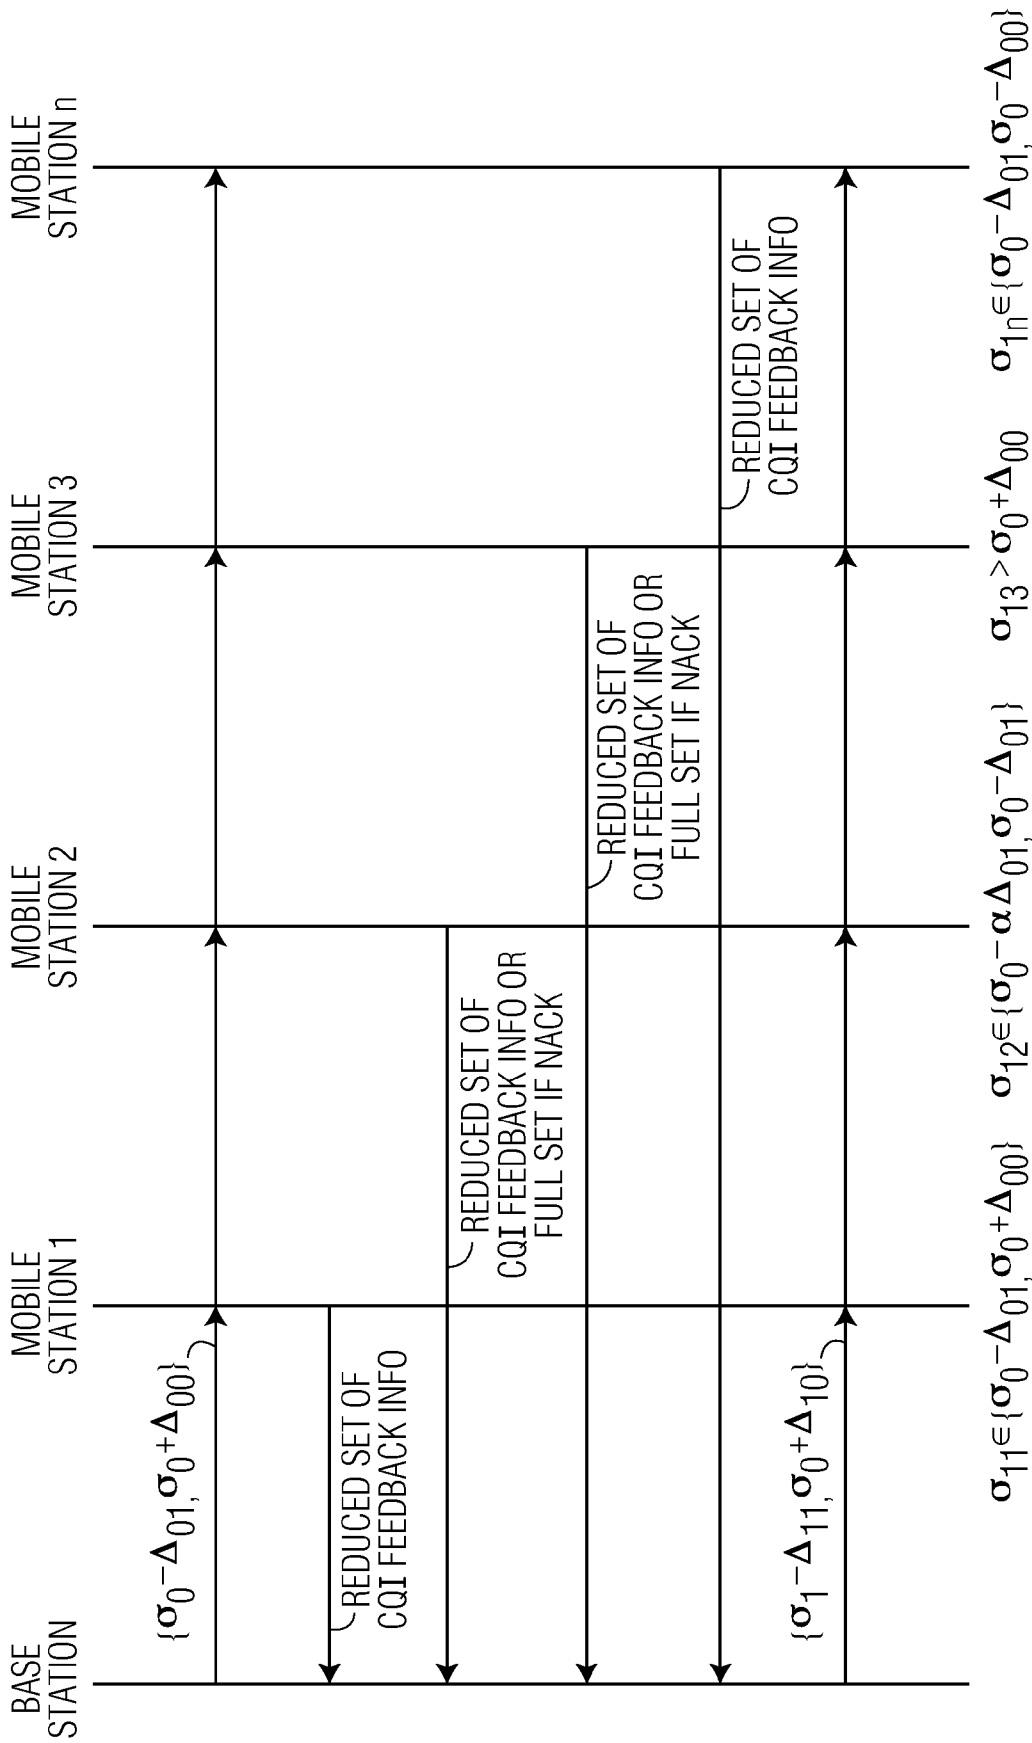 BASE
STATION
MOBILE
STATION 1
MOBILE
STATION 2
MOBILE
STATION 3
MOBILE
STATION n
{σ₀−Δ₀₁, σ₀+Δ₀₀}
REDUCED SET OF
CQI FEEDBACK INFO
REDUCED SET OF
CQI FEEDBACK INFO OR
FULL SET IF NACK
REDUCED SET OF
CQI FEEDBACK INFO OR
FULL SET IF NACK
REDUCED SET OF
CQI FEEDBACK INFO
{σ₁−Δ₁₁, σ₀+Δ₁₀}
σ₁₁∈{σ₀−Δ₀₁, σ₀+Δ₀₀}
σ₁₂∈{σ₀−αΔ₀₁, σ₀−Δ₀₁}
σ₁₃>σ₀+Δ₀₀
σ₁ₙ∈{σ₀−Δ₀₁, σ₀−Δ₀₀}